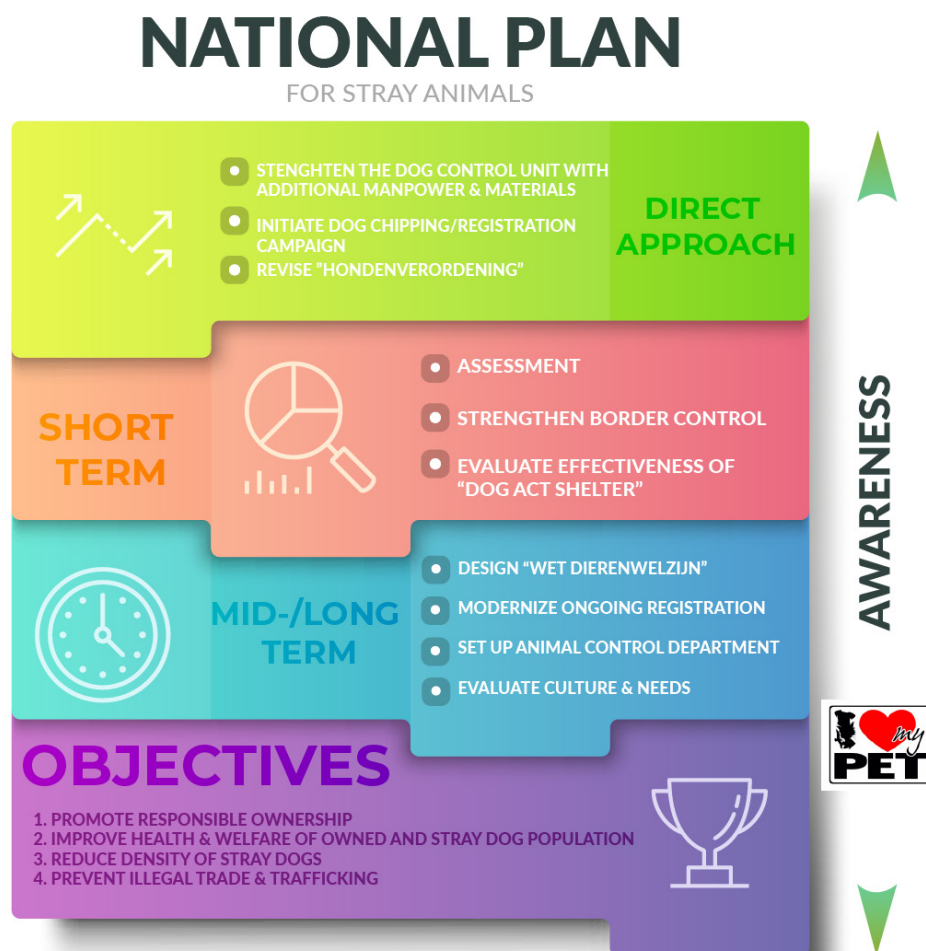 NATIONAL PLAN
FOR STRAY ANIMALS
STENGHTEN THE DOG CONTROL UNIT WITH
ADDITIONAL MANPOWER & MATERIALS
INITIATE DOG CHIPPING/REGISTRATION
CAMPAIGN
REVISE "HONDENVERORDENING"
DIRECT
APPROACH
SHORT
TERM
ASSESSMENT
STRENGTHEN BORDER CONTROL
EVALUATE EFFECTIVENESS OF
“DOG ACT SHELTER”
MID-/LONG
TERM
DESIGN “WET DIERENWELZIJN”
MODERNIZE ONGOING REGISTRATION
SET UP ANIMAL CONTROL DEPARTMENT
EVALUATE CULTURE & NEEDS
OBJECTIVES
1. PROMOTE RESPONSIBLE OWNERSHIP
2. IMPROVE HEALTH & WELFARE OF OWNED AND STRAY DOG POPULATION
3. REDUCE DENSITY OF STRAY DOGS
4. PREVENT ILLEGAL TRADE & TRAFFICKING
AWARENESS
I my
PET